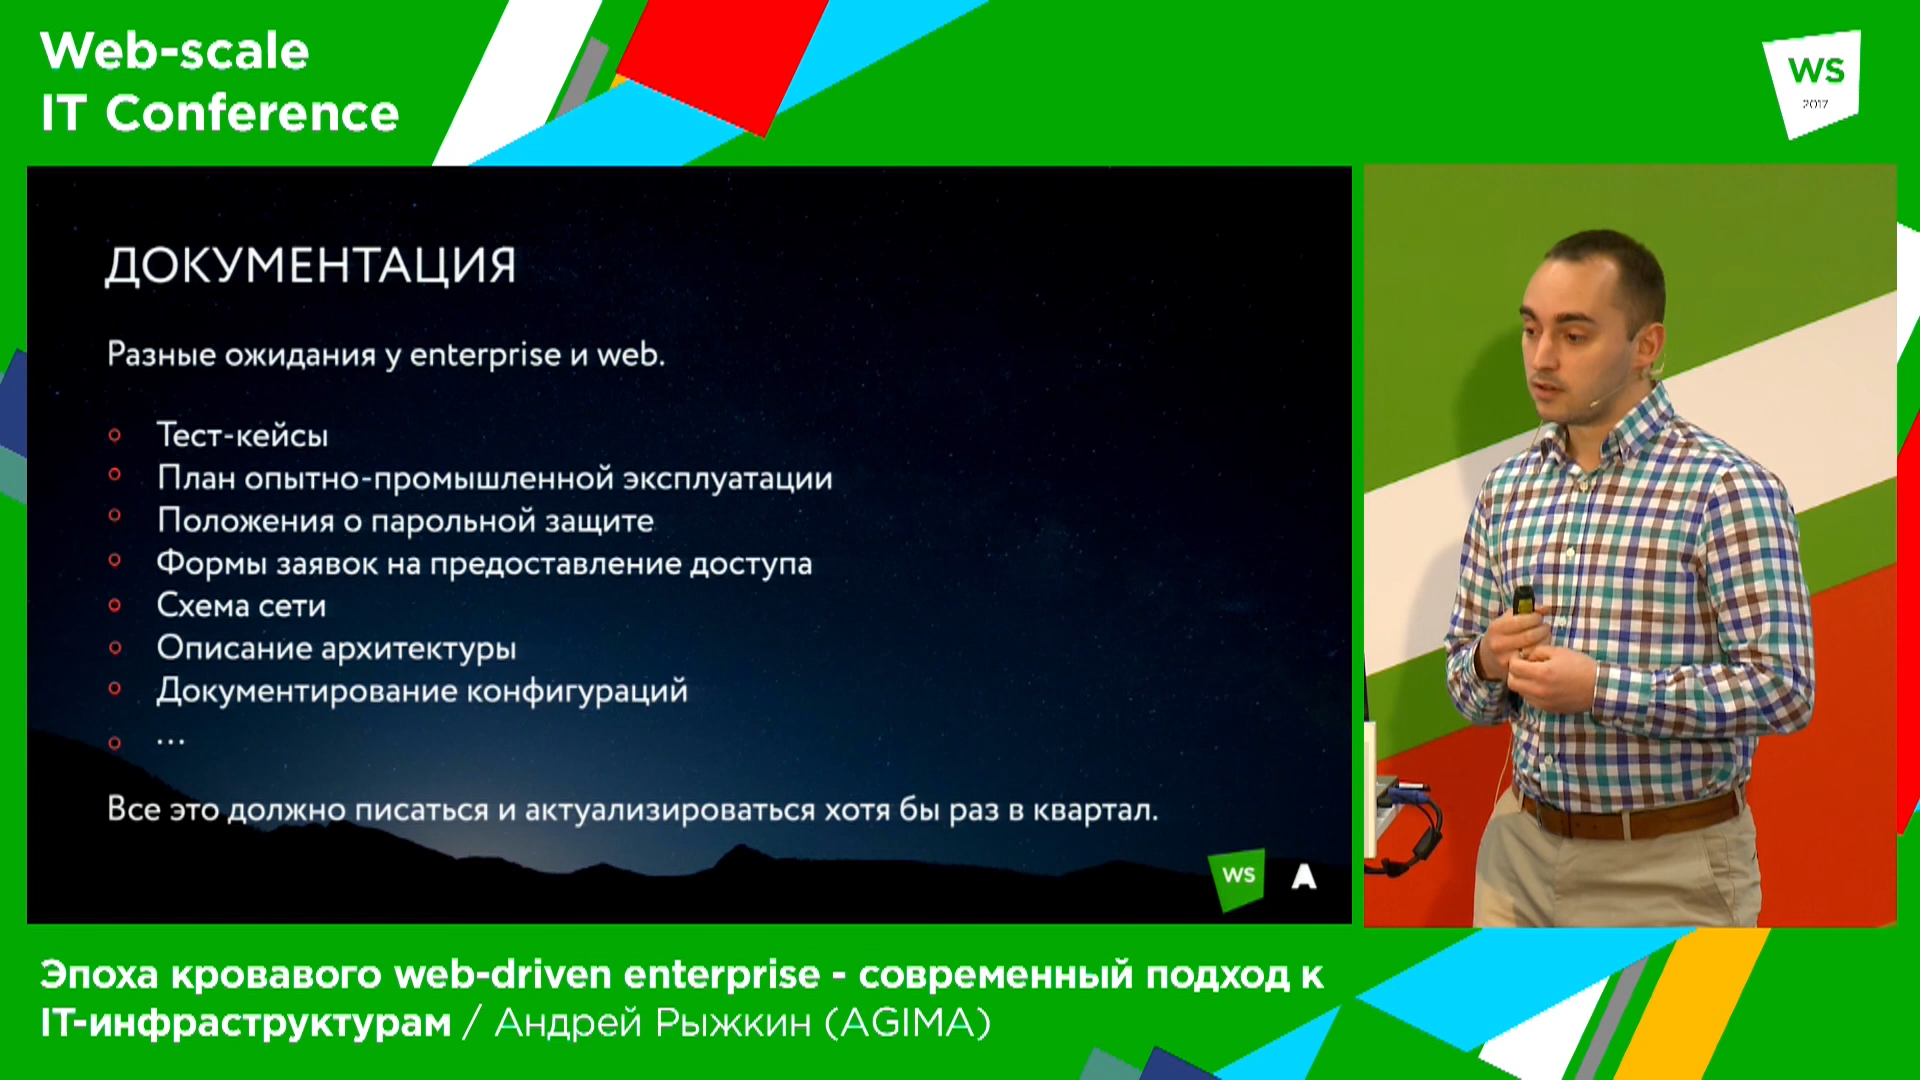 Web-scale
IT Conference
WS
2017
ДОКУМЕНТАЦИЯ
Разные ожидания у enterprise и web.
Тест-кейсы
План опытно-промышленной эксплуатации
Положения о парольной защите
Формы заявок на предоставление доступа
Схема сети
Описание архитектуры
Документирование конфигураций
...
Все это должно писаться и актуализироваться хотя бы раз в квартал.
WS
A
Эпоха кровавого web-driven enterprise - современный подход к
IT-инфраструктурам / Андрей Рыжкин (AGIMA)